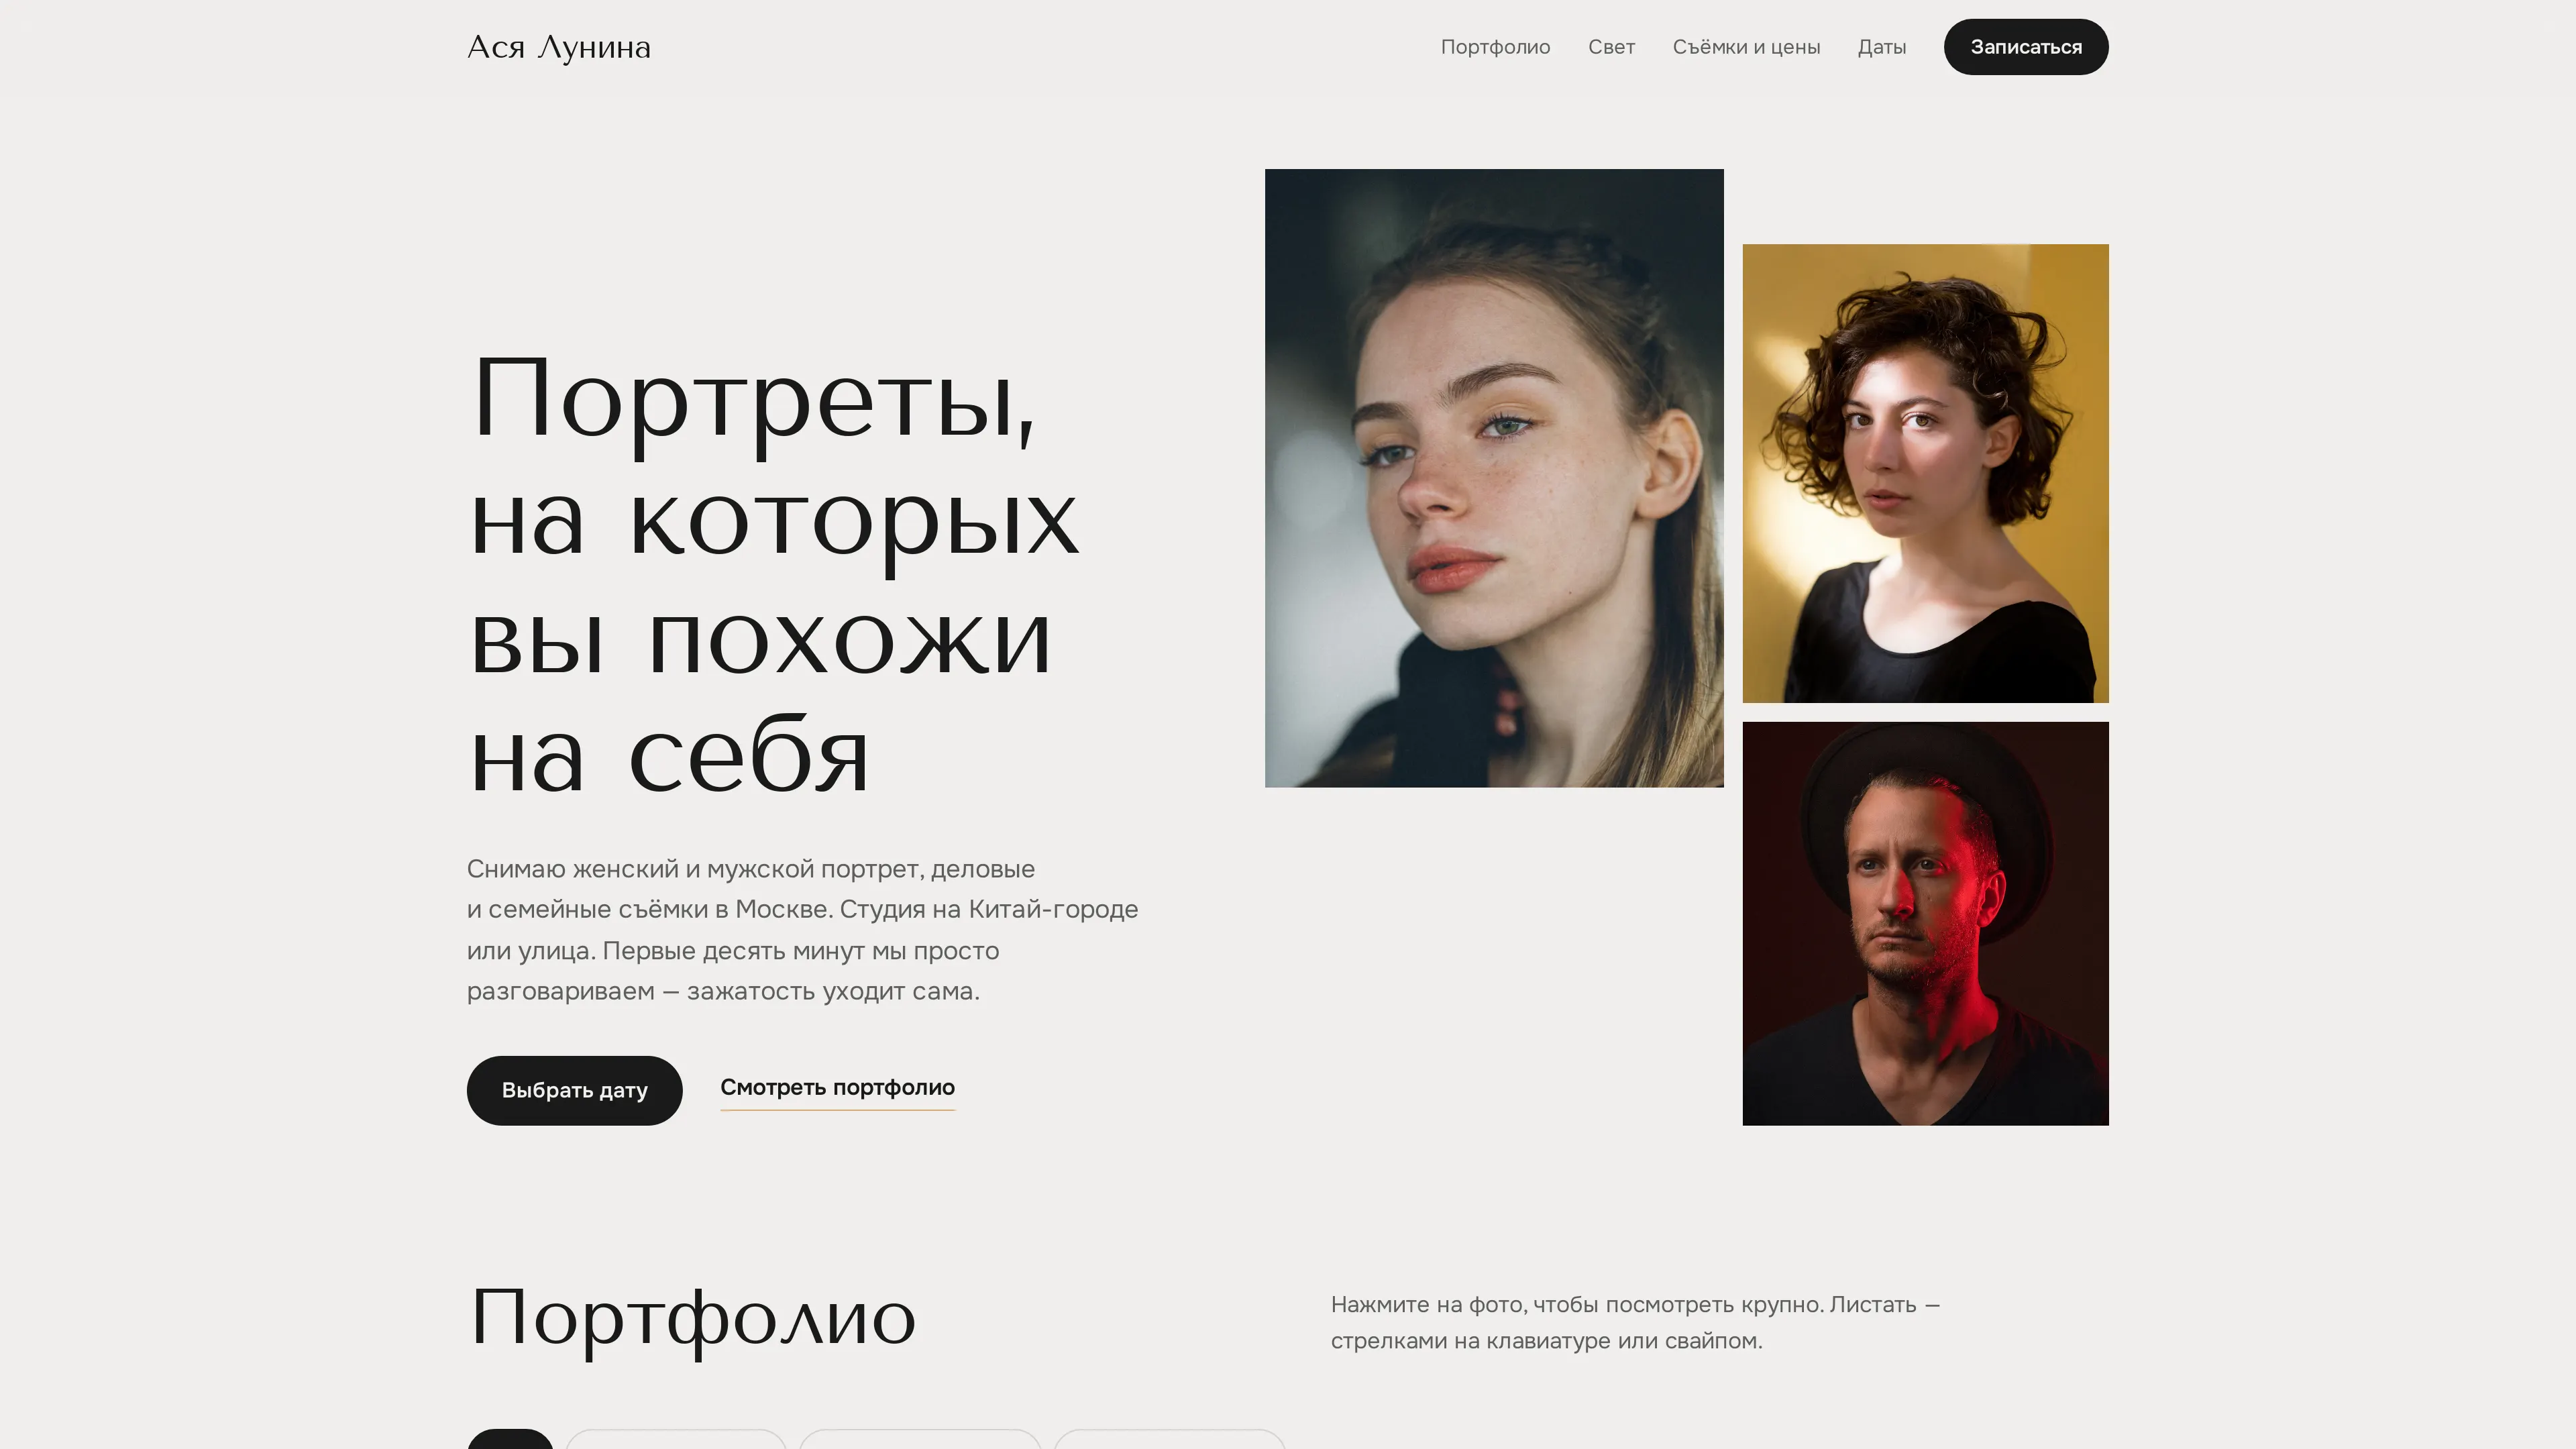 Ася Лунина
Портфолио
Свет
Съёмки и цены
Даты
Записаться
Портреты,
на которых
вы похожи
на себя
Снимаю женский и мужской портрет, деловые
и семейные съёмки в Москве. Студия на Китай-городе
или улица. Первые десять минут мы просто
разговариваем — зажатость уходит сама.
Выбрать дату
Смотреть портфолио
Портфолио
Нажмите на фото, чтобы посмотреть крупно. Листать —
стрелками на клавиатуре или свайпом.